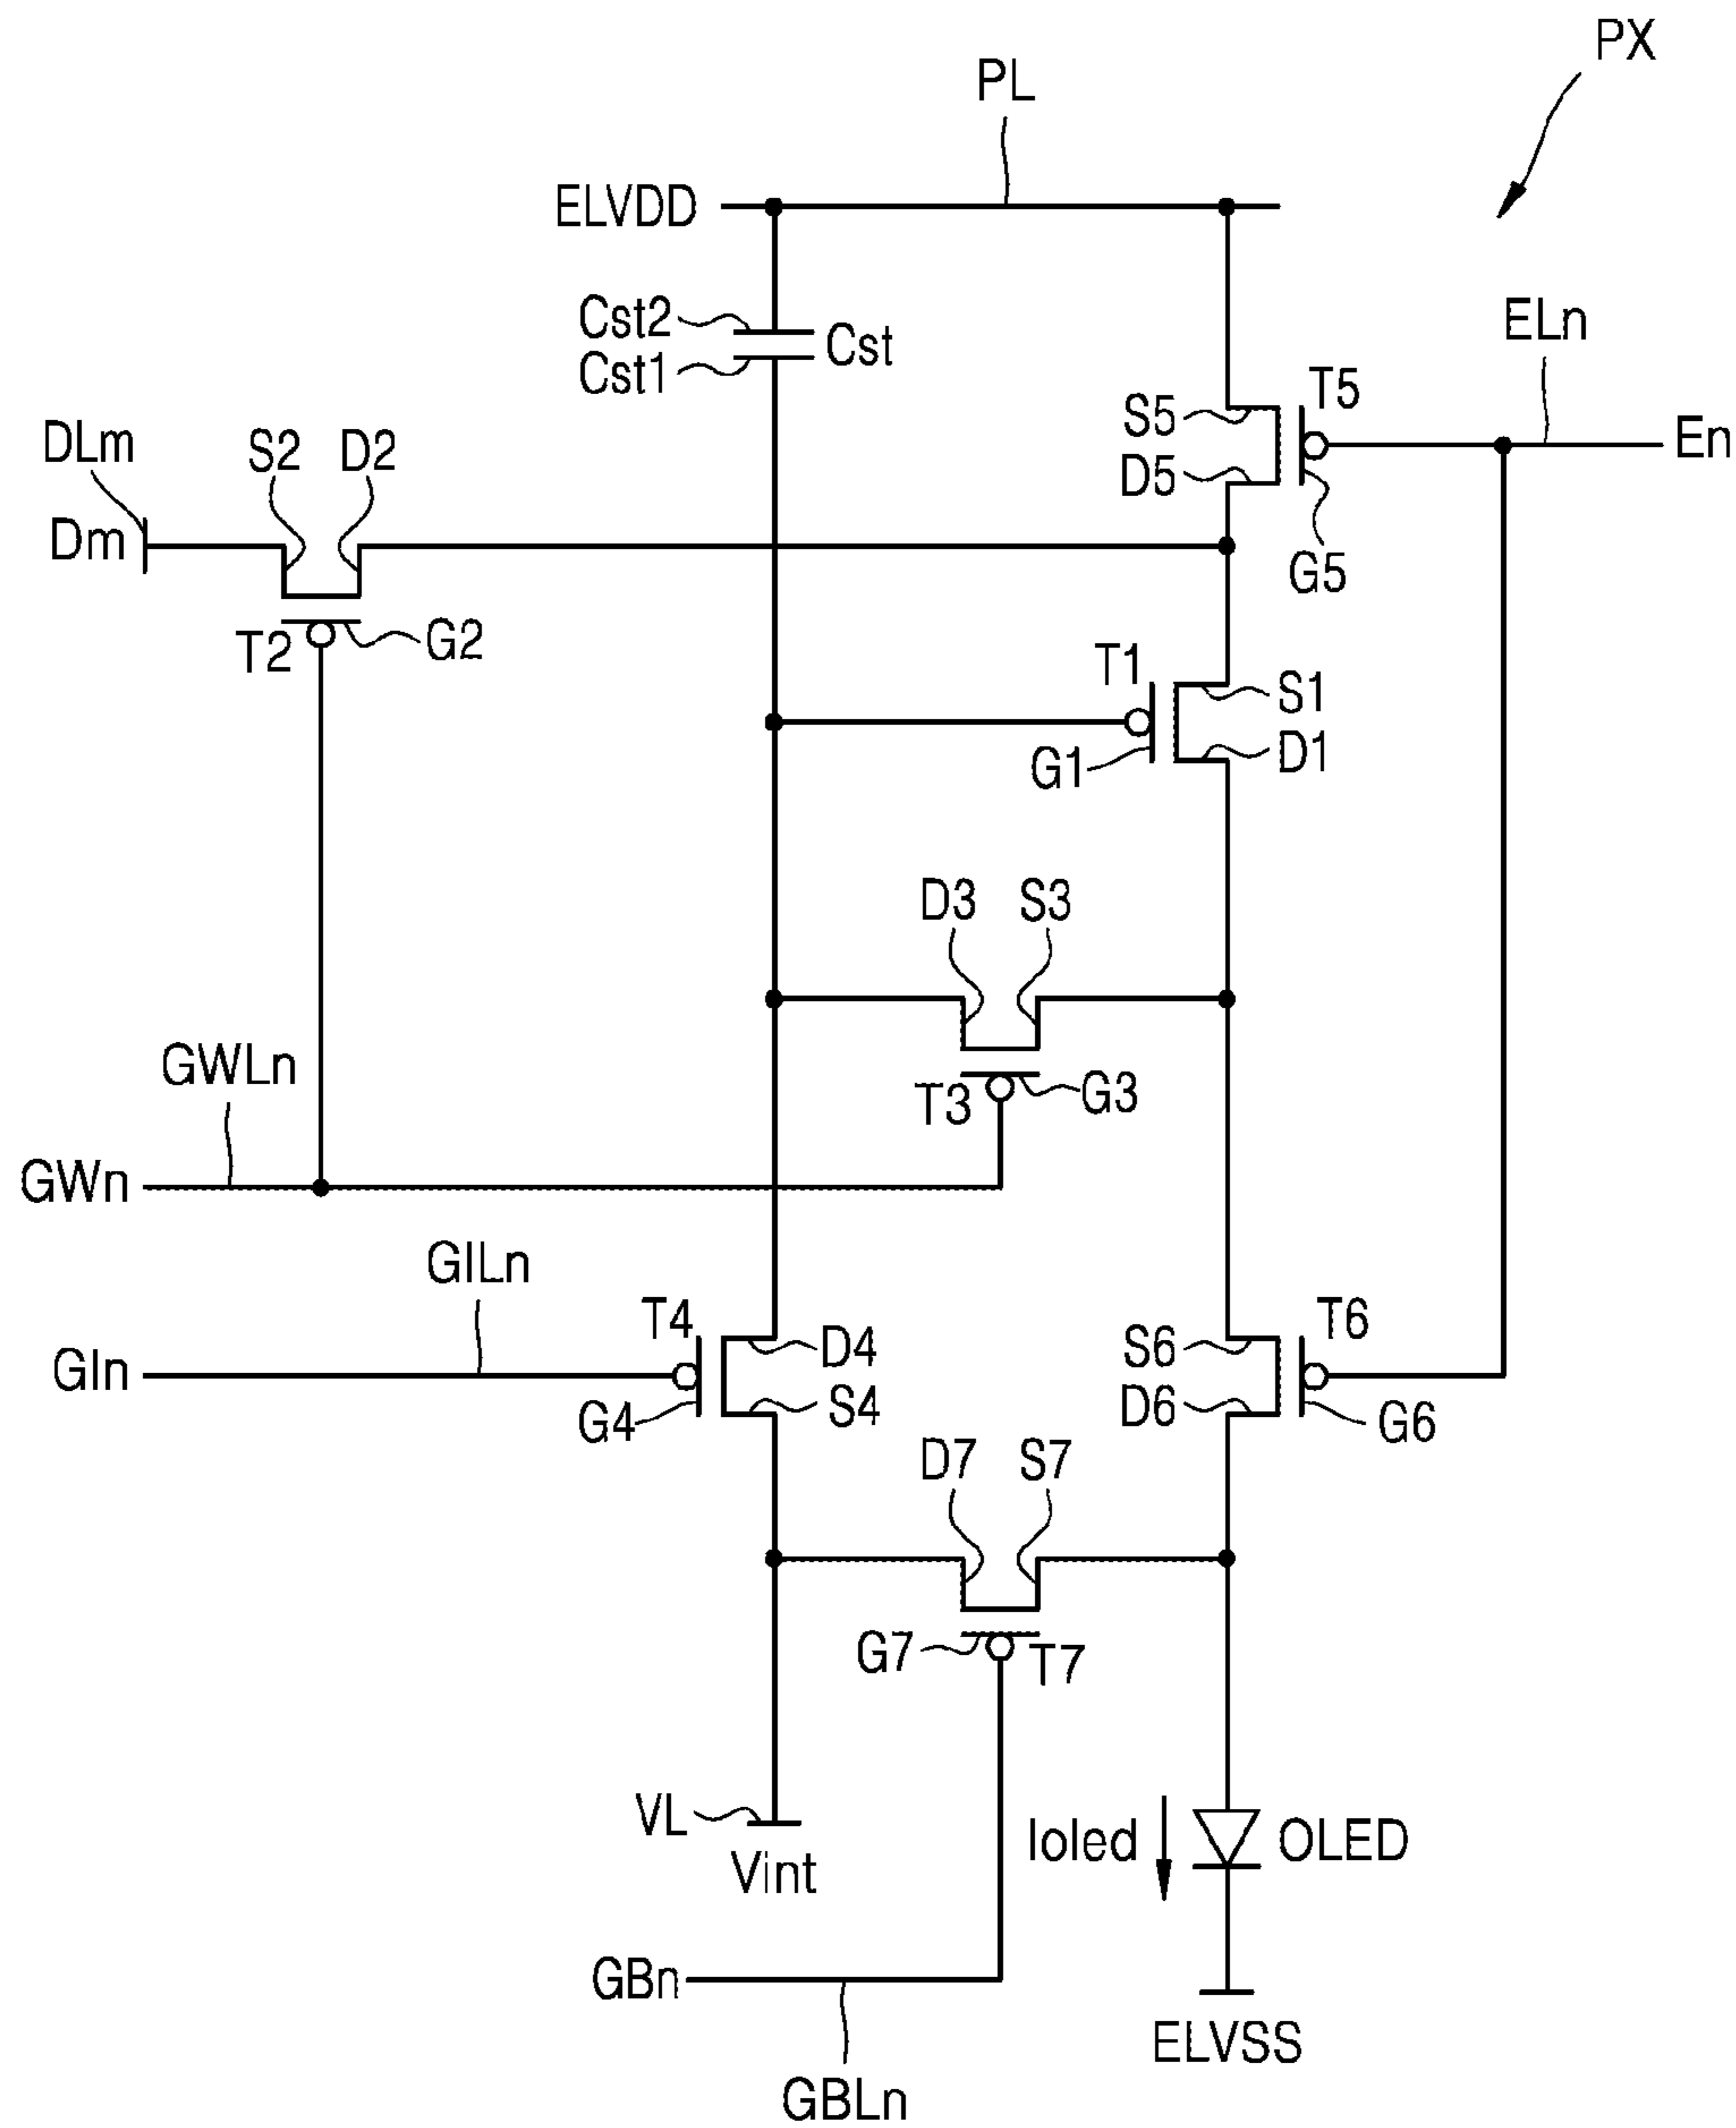 PX
PL
ELVDD
Cst2
Cst
Cst1
ELn
T5
S5
D5
En
G5
DLm
S2
D2
Dm
T2
G2
T1
S1
G1
D1
D3
S3
T3
G3
GWLn
GWn
GILn
GIn
T4
D4
S4
G4
S6
T6
D6
G6
D7
S7
G7
T7
VL
Vint
Ioled
OLED
GBn
GBLn
ELVSS